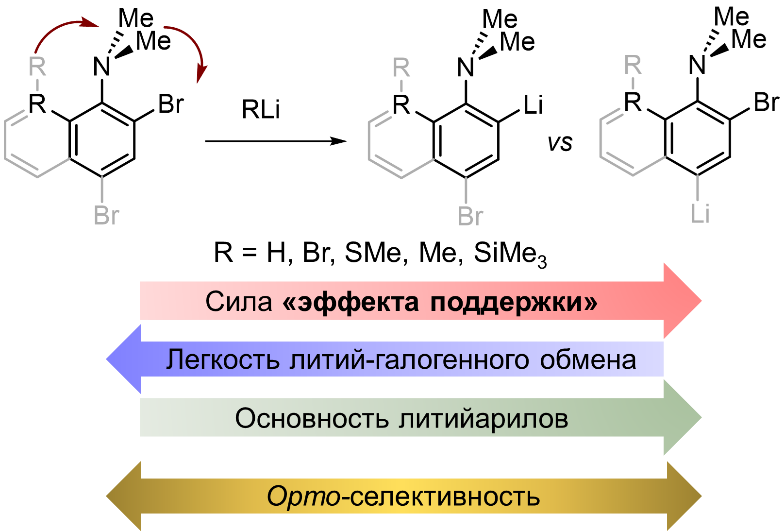 Me
Me
R
N
R
Br
Br
RLi
Me
Me
R
N
R
Li
Br
vs
Me
Me
R
N
R
Br
Li
R = H, Br, SMe, Me, SiMe₃
Сила «эффекта поддержки»
Легкость литий-галогенного обмена
Основность литийарилов
Орто-селективность